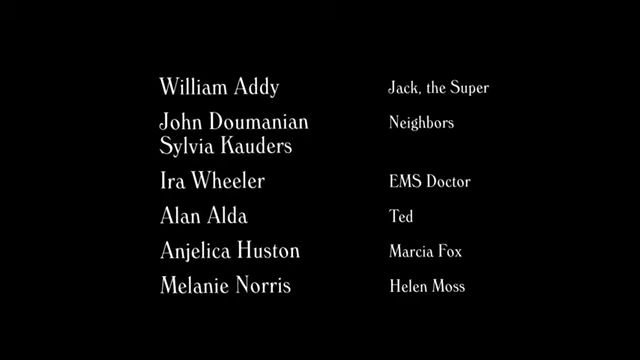 William Addy Jack, the Super
John Doumanian Neighbors
Sylvia Kauders
Ira Wheeler EMS Doctor
Alan Alda Ted
Anjelica Huston Marcia Fox
Melanie Norris Helen Moss